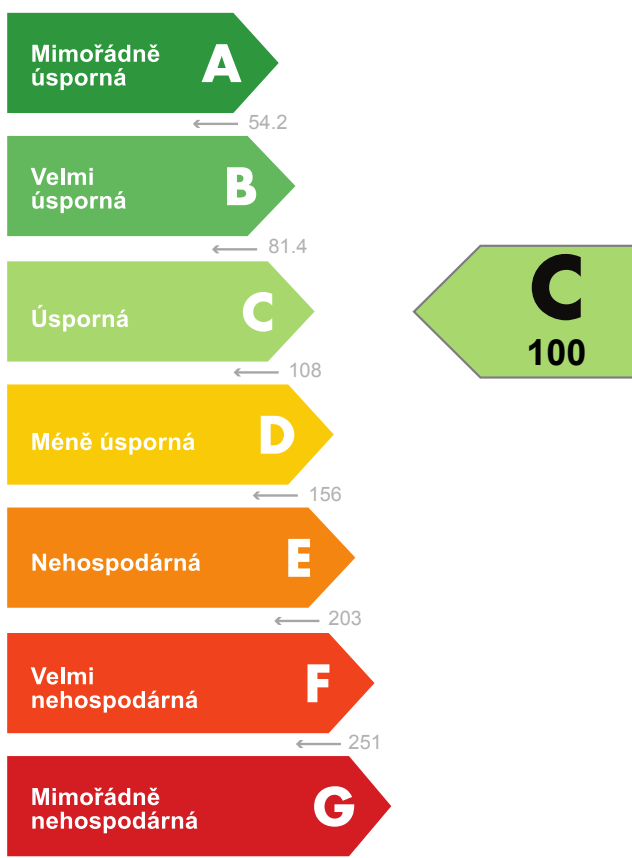 Mimořádně
úsporná
A
54.2
Velmi
úsporná
B
81.4
Úsporná
C
108
C
100
Méně úsporná
D
156
Nehospodárná
E
203
Velmi
nehospodárná
F
251
Mimořádně
nehospodárná
G